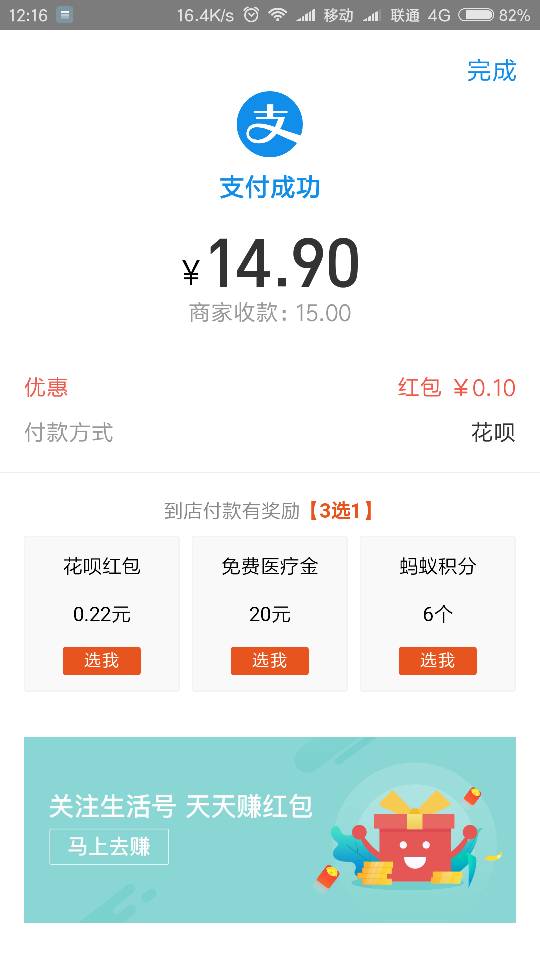 12:16 16.4K/s 移动 联通 4G 82%
完成
支
支付成功
¥14.90
商家收款：15.00
优惠 红包 ￥0.10
付款方式 花呗
到店付款有奖励【3选1】
花呗红包 免费医疗金 蚂蚁积分
0.22元 20元 6个
选我 选我 选我
关注生活号 天天赚红包
马上去赚